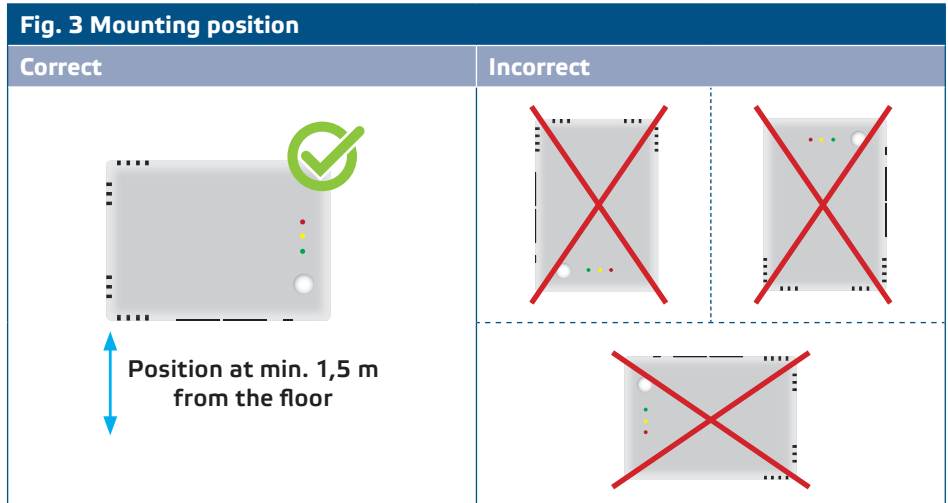 Fig. 3 Mounting position
Correct
Incorrect
Position at min. 1,5 m
from the floor